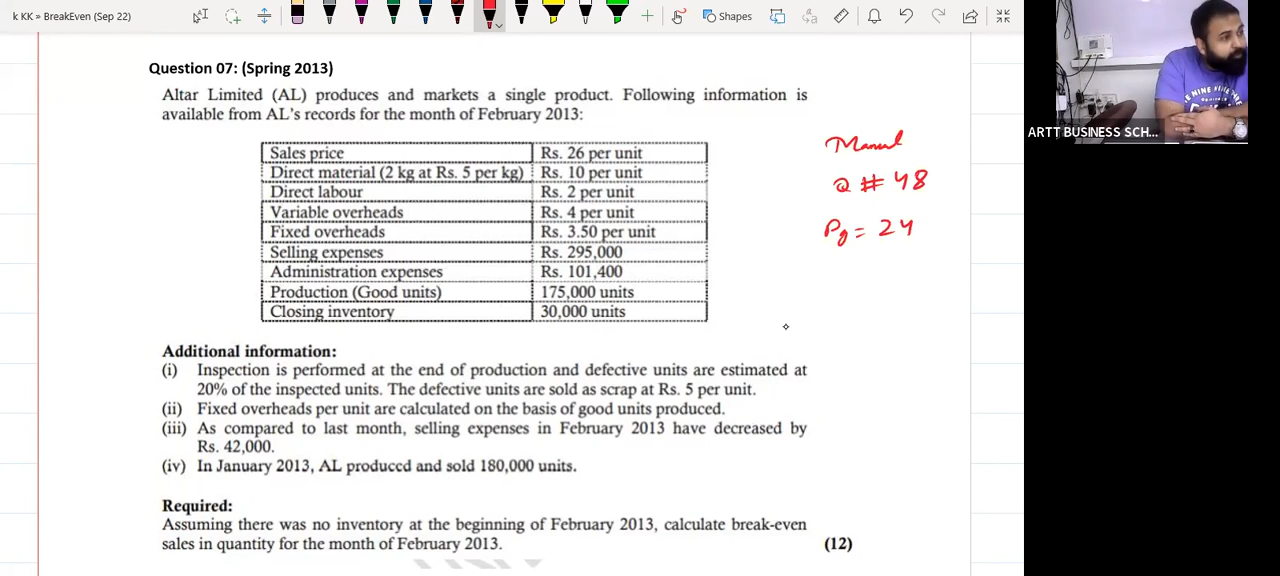 k KK » BreakEven (Sep 22)
Shapes
Question 07: (Spring 2013)
Altar Limited (AL) produces and markets a single product. Following information is
available from AL's records for the month of February 2013:
Sales price Rs. 26 per unit
Direct material (2 kg at Rs. 5 per kg) Rs. 10 per unit
Direct labour Rs. 2 per unit
Variable overheads Rs. 4 per unit
Fixed overheads Rs. 3.50 per unit
Selling expenses Rs. 295,000
Administration expenses Rs. 101,400
Production (Good units) 175,000 units
Closing inventory 30,000 units
Manual
Q # 48
Pg = 24
ARTT BUSINESS SCH...
Additional information:
(i) Inspection is performed at the end of production and defective units are estimated at
20% of the inspected units. The defective units are sold as scrap at Rs. 5 per unit.
(ii) Fixed overheads per unit are calculated on the basis of good units produced.
(iii) As compared to last month, selling expenses in February 2013 have decreased by
Rs. 42,000.
(iv) In January 2013, AL produced and sold 180,000 units.
Required:
Assuming there was no inventory at the beginning of February 2013, calculate break-even
sales in quantity for the month of February 2013.
(12)